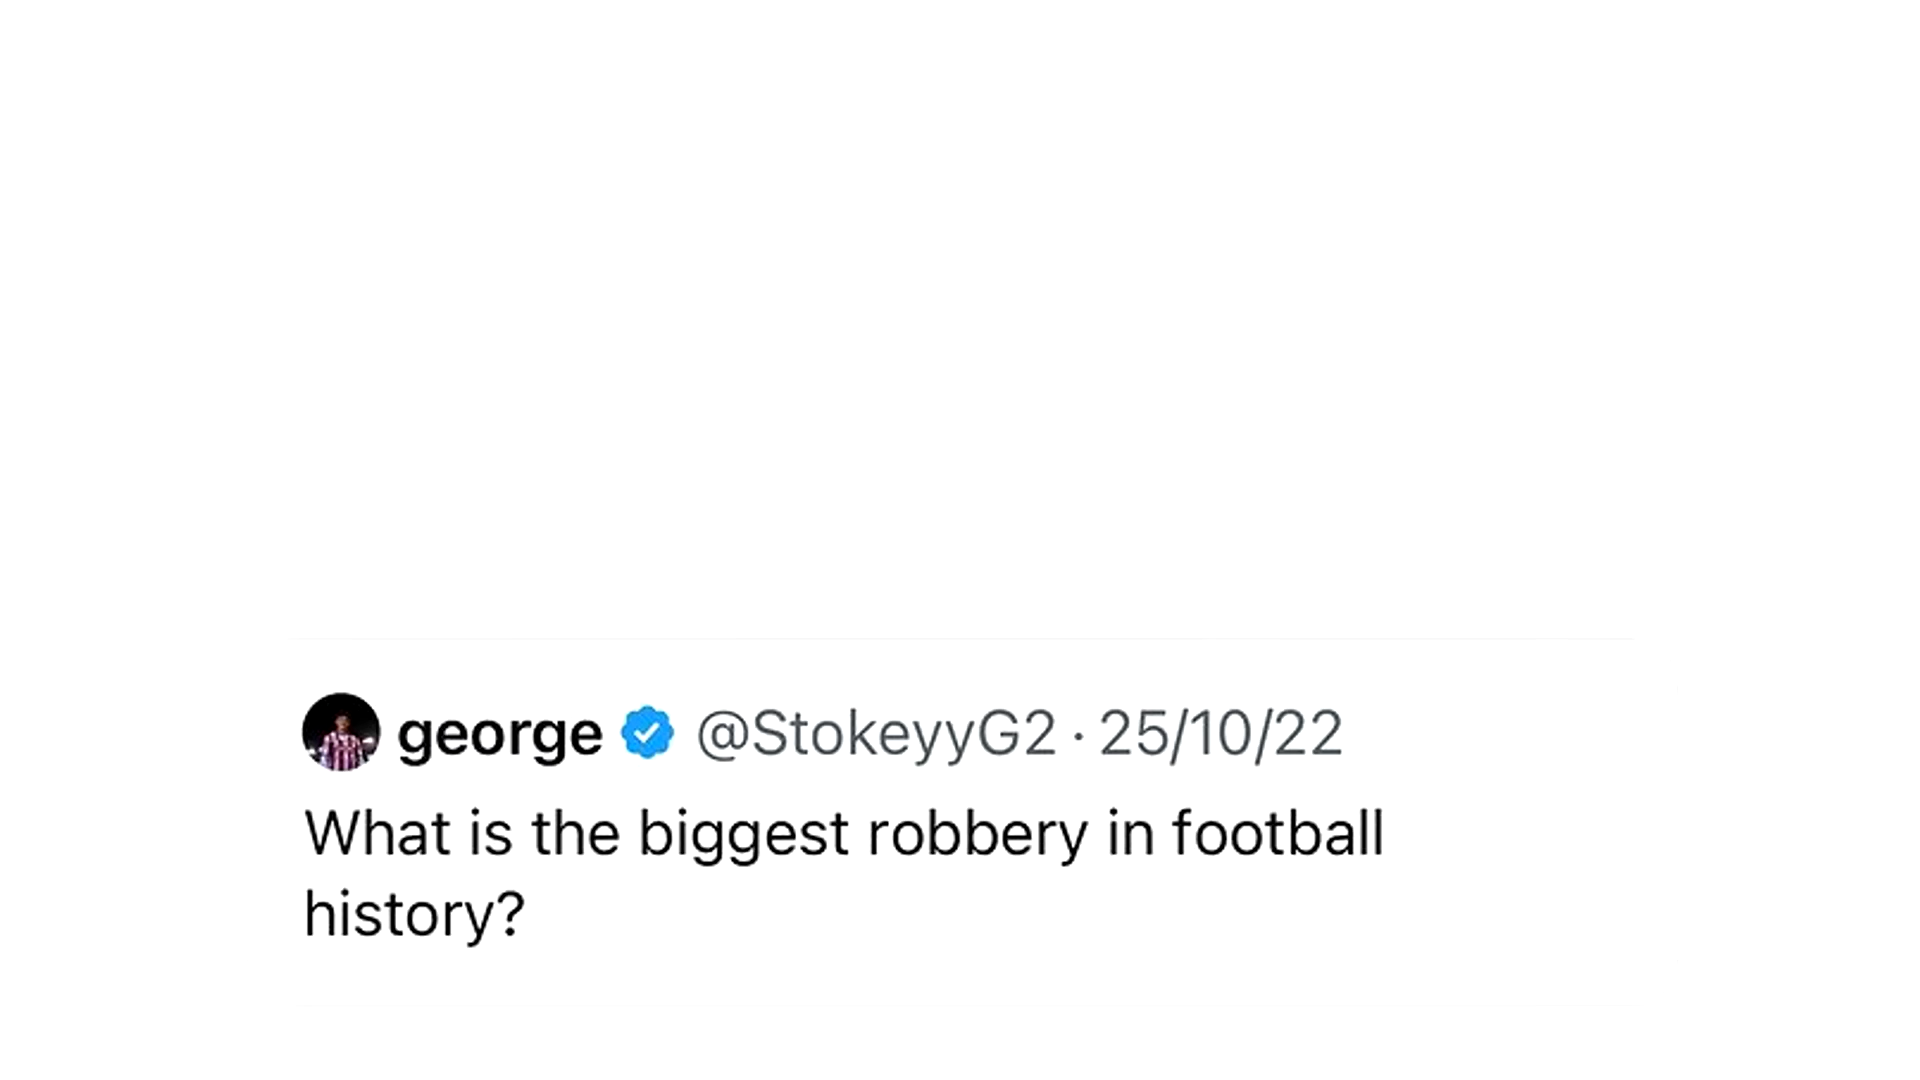 george @StokeyyG2 · 25/10/22
What is the biggest robbery in football
history?